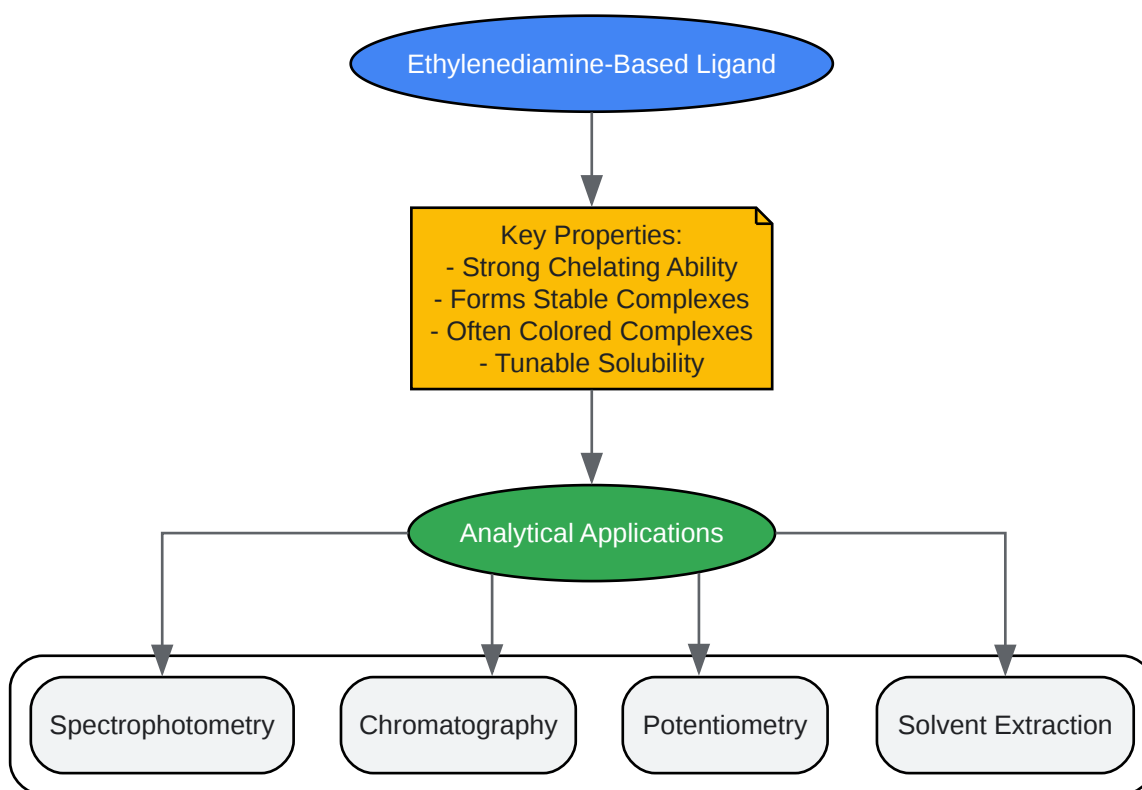 Ethylenediamine-Based Ligand
Key Properties:
- Strong Chelating Ability
- Forms Stable Complexes
- Often Colored Complexes
- Tunable Solubility
Analytical Applications
Spectrophotometry
Chromatography
Potentiometry
Solvent Extraction